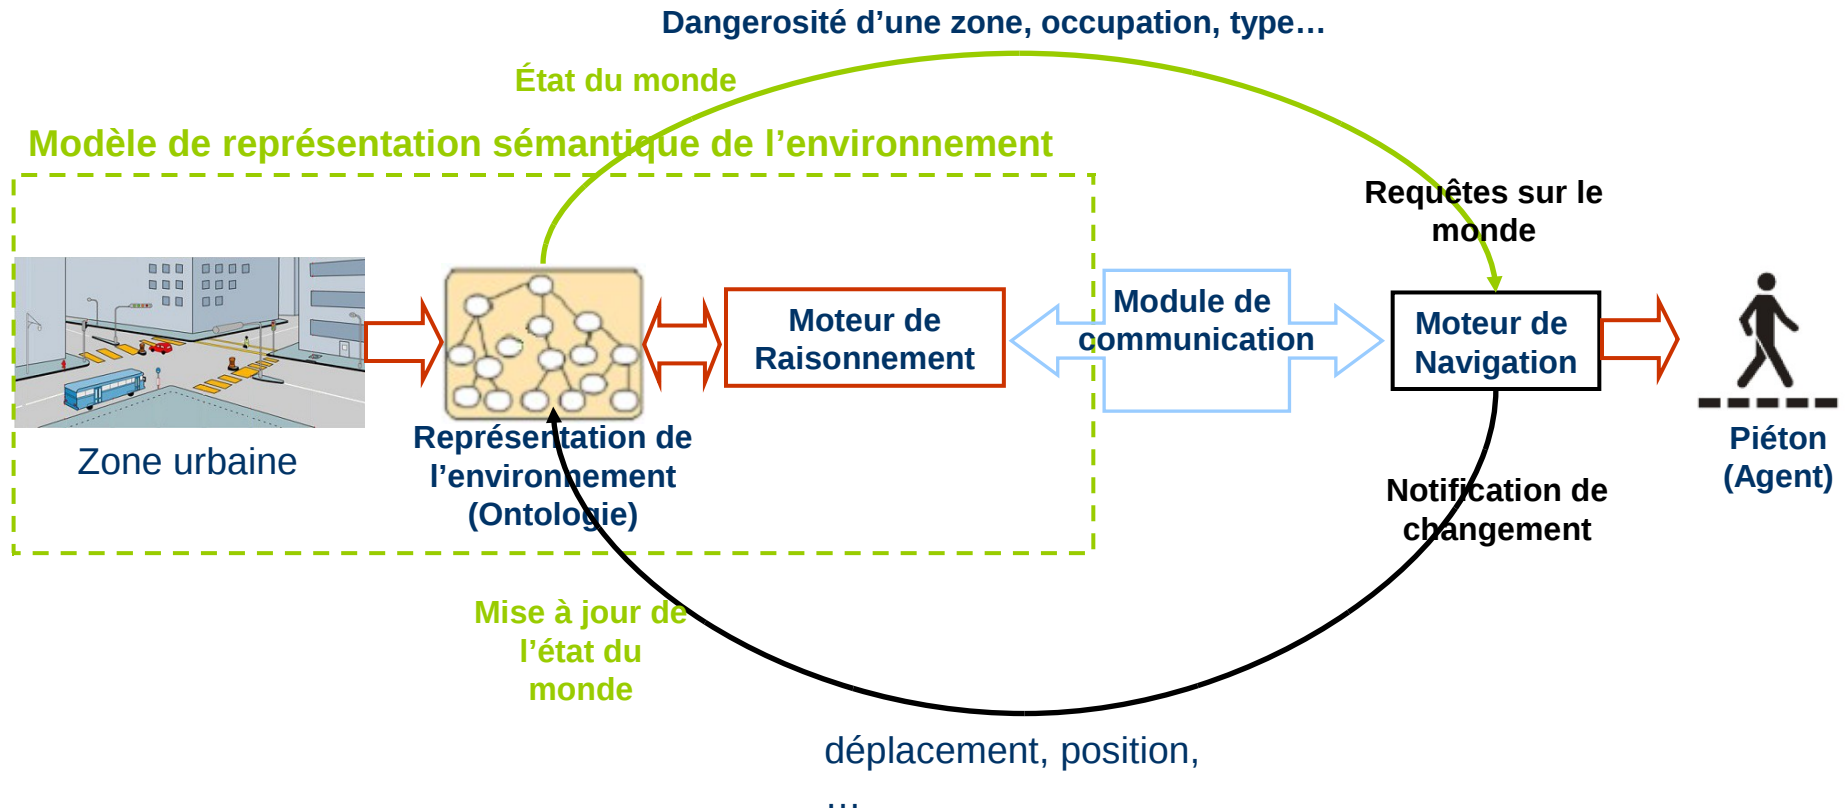 Dangerosité d’une zone, occupation, type…
État du monde
Modèle de représentation sémantique de l’environnement
Requêtes sur le
monde
Module de
communication
Moteur de
Raisonnement
Moteur de
Navigation
Zone urbaine
Représentation de
l’environnement
(Ontologie)
Piéton
(Agent)
Notification de
changement
Mise à jour de
l’état du
monde
déplacement, position,
…